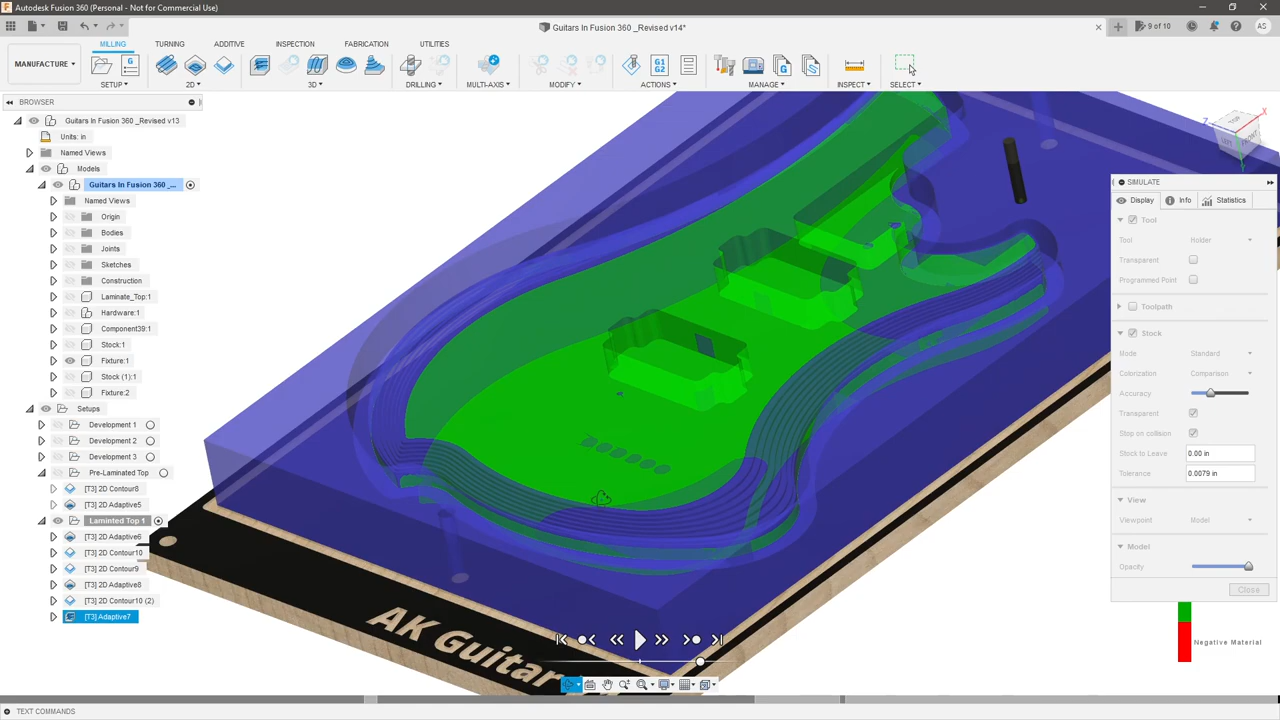 Autodesk Fusion 360 (Personal - Not for Commercial Use)
Guitars In Fusion 360 _Revised v14*
9 of 10
AS
MILLING TURNING ADDITIVE INSPECTION FABRICATION UTILITIES
MANUFACTURE
G1
G2
SETUP 2D 3D DRILLING MULTI-AXIS MODIFY ACTIONS MANAGE INSPECT SELECT
BROWSER
Guitars In Fusion 360 _Revised v13
Units: in
Named Views
Models
Guitars In Fusion 360 _...
Named Views
Origin
Bodies
Joints
Sketches
Construction
Laminate_Top:1
Hardware:1
Component39:1
Stock:1
Fixture:1
Stock (1):1
Fixture:2
Setups
Development 1
Development 2
Development 3
Pre-Laminated Top
[T3] 2D Contour8
[T3] 2D Adaptive5
Laminted Top 1
[T3] 2D Adaptive6
[T3] 2D Contour10
[T3] 2D Contour9
[T3] 2D Adaptive8
[T3] 2D Contour10 (2)
[T3] Adaptive7
AK Guitar
TOP
LEFT
FRONT
X
Z
SIMULATE
Display Info Statistics
Tool
Tool: Holder
Transparent
Programmed Point
Toolpath
Stock
Mode Standard
Colorization Comparison
Accuracy
Transparent
Stop on collision
Stock to Leave 0.00 in
Tolerance 0.0079 in
View
Viewpoint Model
Model
Opacity
Close
Negative Material
TEXT COMMANDS